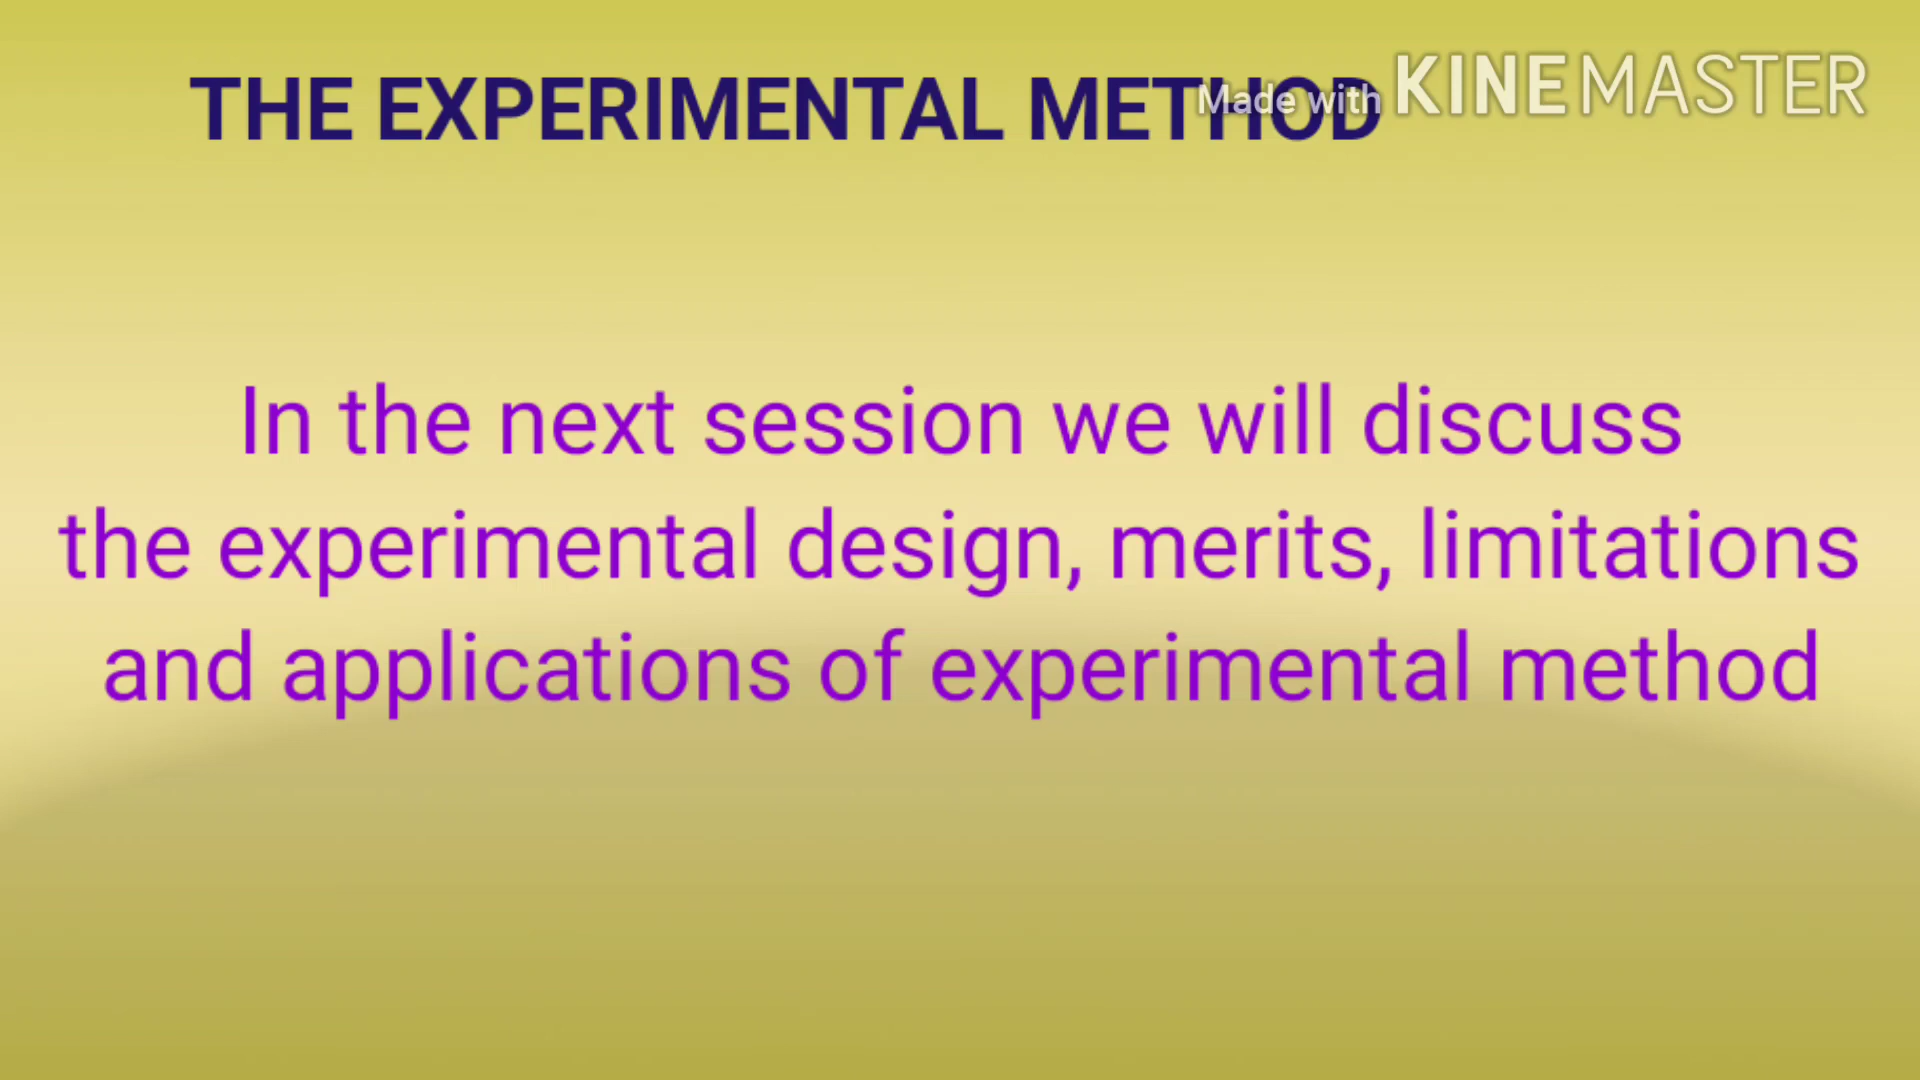 THE EXPERIMENTAL METHOD
Made with KINEMASTER
In the next session we will discuss
the experimental design, merits, limitations
and applications of experimental method